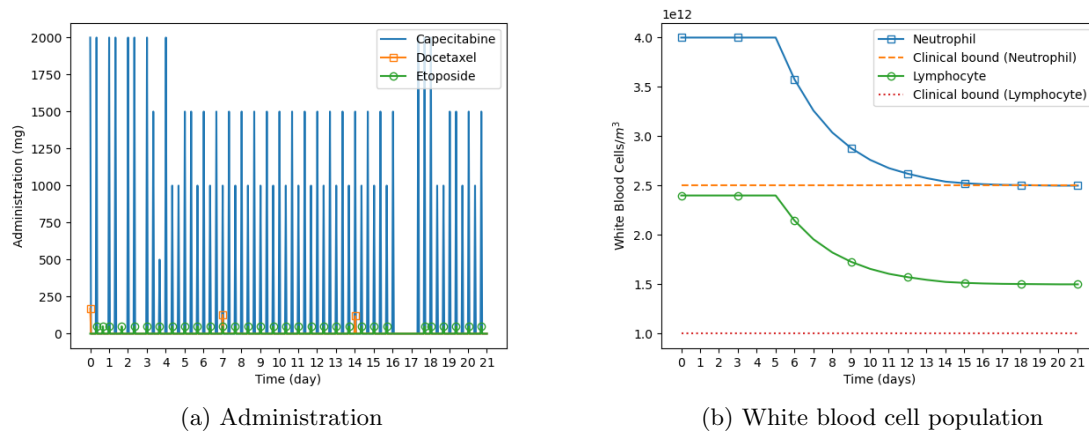 2000
1750
1500
1250
1000
750
500
250
0
Administration (mg)
Capecitabine
Docetaxel
Etoposide
0 1 2 3 4 5 6 7 8 9 10 11 12 13 14 15 16 17 18 19 20 21
Time (day)
(a) Administration
1e12
4.0
3.5
3.0
2.5
2.0
1.5
1.0
White Blood Cells/m³
Neutrophil
Clinical bound (Neutrophil)
Lymphocyte
Clinical bound (Lymphocyte)
0 1 2 3 4 5 6 7 8 9 10 11 12 13 14 15 16 17 18 19 20 21
Time (days)
(b) White blood cell population